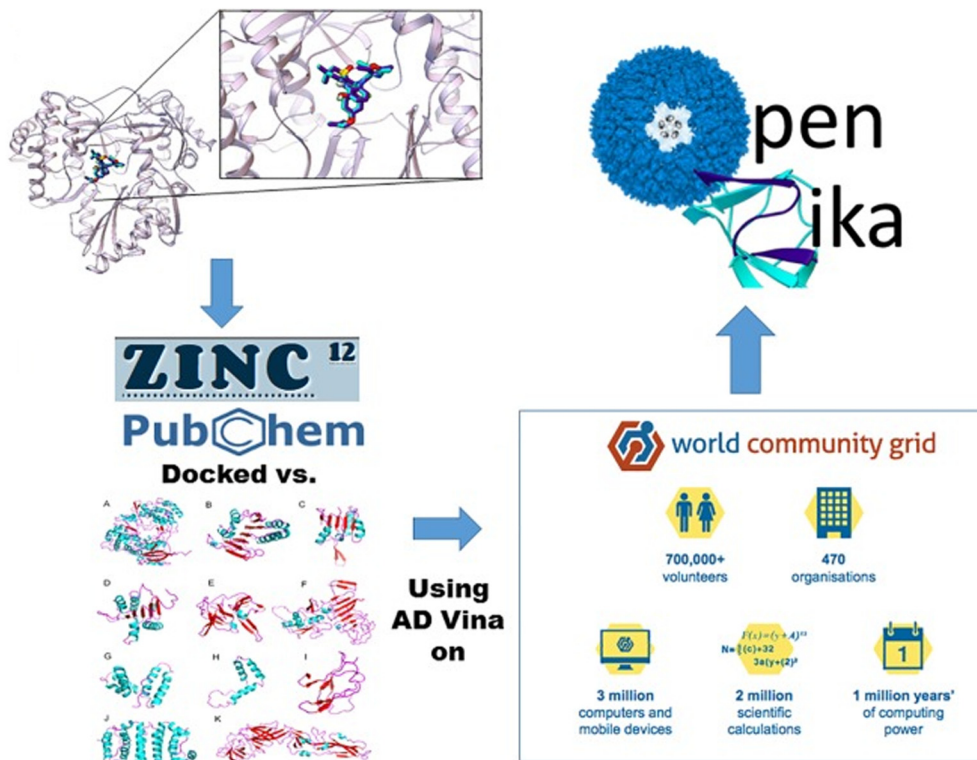 pen
ika
ZINC 12
PubChem
Docked vs.
A B C
D E F
G H I
J K
Using
AD Vina
on
world community grid
700,000+
volunteers
470
organisations
F(x)=(y+A)
3 million
computers and
mobile devices
2 million
scientific
calculations
1
1 million years'
of computing
power